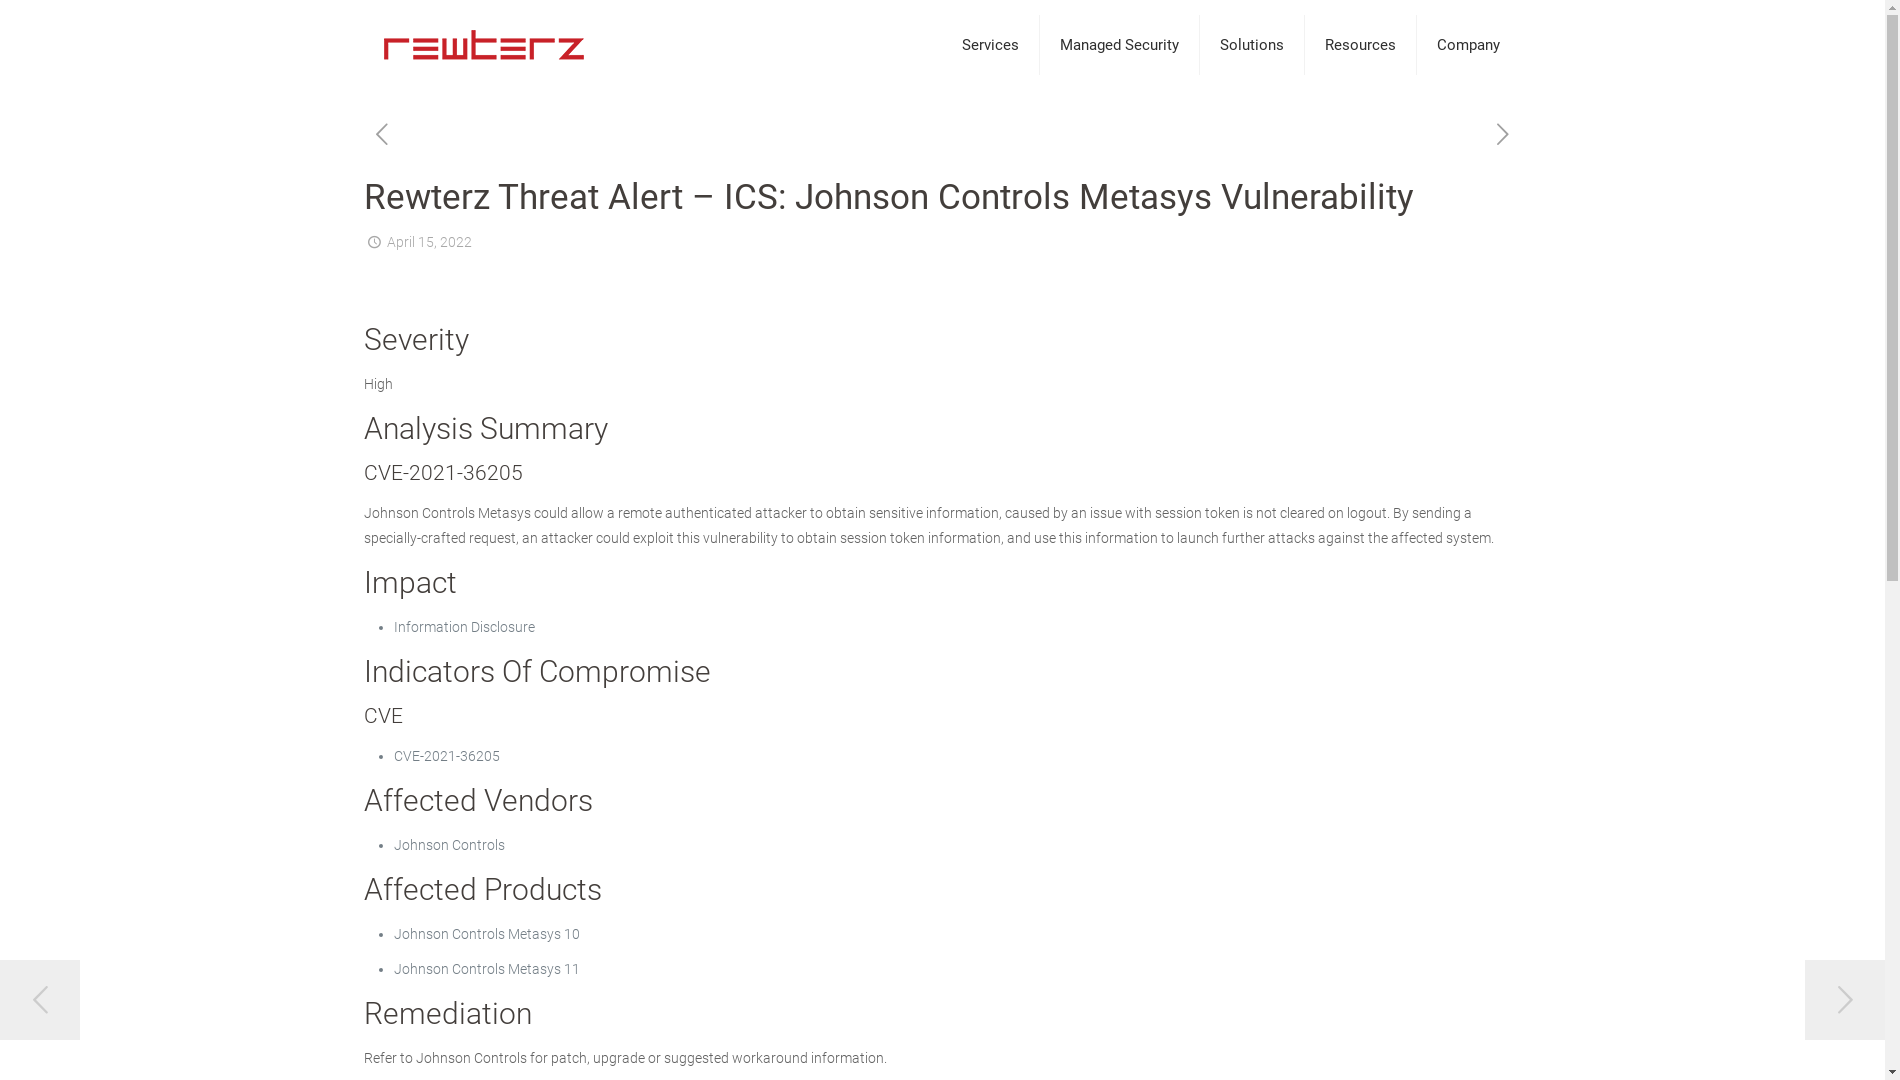 rewterz
Services
Managed Security
Solutions
Resources
Company
Rewterz Threat Alert – ICS: Johnson Controls Metasys Vulnerability
April 15, 2022
Severity
High
Analysis Summary
CVE-2021-36205
Johnson Controls Metasys could allow a remote authenticated attacker to obtain sensitive information, caused by an issue with session token is not cleared on logout. By sending a
specially-crafted request, an attacker could exploit this vulnerability to obtain session token information, and use this information to launch further attacks against the affected system.
Impact
Information Disclosure
Indicators Of Compromise
CVE
CVE-2021-36205
Affected Vendors
Johnson Controls
Affected Products
Johnson Controls Metasys 10
Johnson Controls Metasys 11
Remediation
Refer to Johnson Controls for patch, upgrade or suggested workaround information.